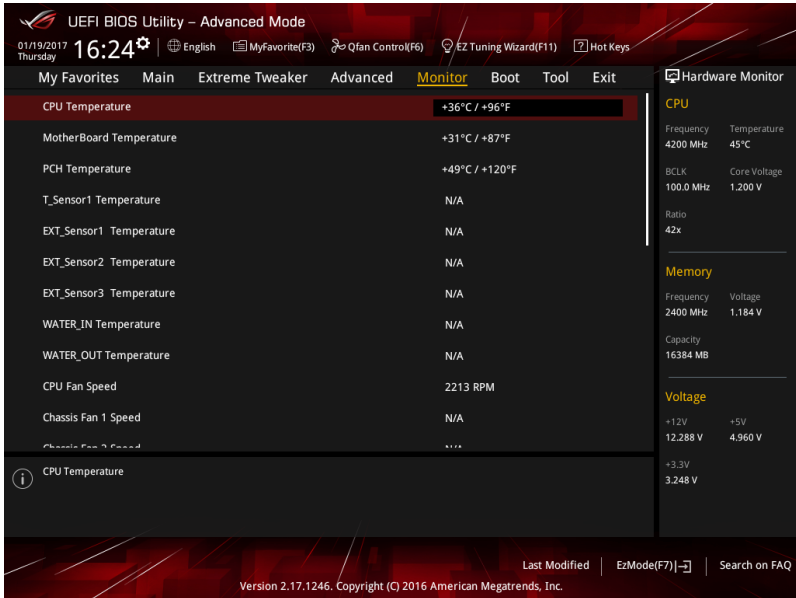 UEFI BIOS Utility – Advanced Mode
01/19/2017 Thursday 16:24 English MyFavorite(F3) Qfan Control(F6) EZ Tuning Wizard(F11) ? Hot Keys
My Favorites Main Extreme Tweaker Advanced Monitor Boot Tool Exit
CPU Temperature +36°C / +96°F
MotherBoard Temperature +31°C / +87°F
PCH Temperature +49°C / +120°F
T_Sensor1 Temperature N/A
EXT_Sensor1 Temperature N/A
EXT_Sensor2 Temperature N/A
EXT_Sensor3 Temperature N/A
WATER_IN Temperature N/A
WATER_OUT Temperature N/A
CPU Fan Speed 2213 RPM
Chassis Fan 1 Speed N/A
Chassis Fan 2 Speed N/A
i CPU Temperature
Hardware Monitor
CPU
Frequency Temperature
4200 MHz 45°C
BCLK Core Voltage
100.0 MHz 1.200 V
Ratio
42x
Memory
Frequency Voltage
2400 MHz 1.184 V
Capacity
16384 MB
Voltage
+12V +5V
12.288 V 4.960 V
+3.3V
3.248 V
Last Modified EzMode(F7) Search on FAQ
Version 2.17.1246. Copyright (C) 2016 American Megatrends, Inc.